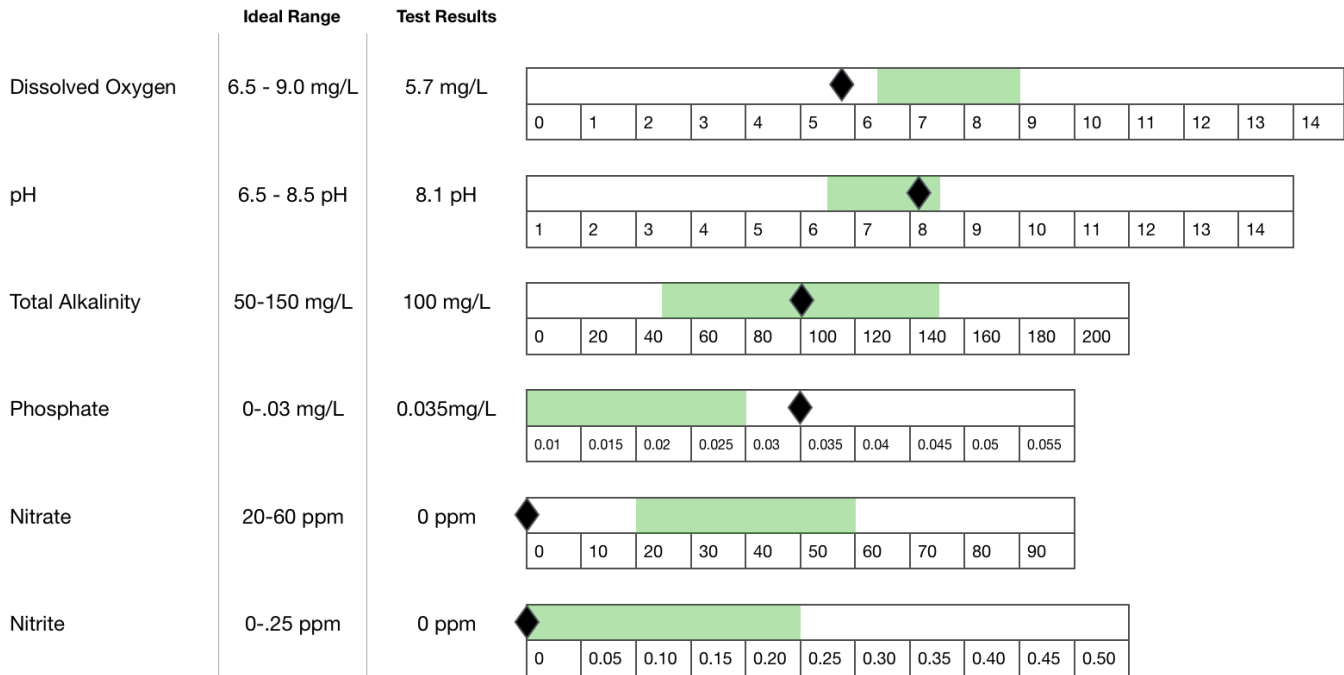 Ideal Range Test Results
Dissolved Oxygen 6.5 - 9.0 mg/L 5.7 mg/L
0 1 2 3 4 5 6 7 8 9 10 11 12 13 14
pH 6.5 - 8.5 pH 8.1 pH
1 2 3 4 5 6 7 8 9 10 11 12 13 14
Total Alkalinity 50-150 mg/L 100 mg/L
0 20 40 60 80 100 120 140 160 180 200
Phosphate 0-.03 mg/L 0.035mg/L
0.01 0.015 0.02 0.025 0.03 0.035 0.04 0.045 0.05 0.055
Nitrate 20-60 ppm 0 ppm
0 10 20 30 40 50 60 70 80 90
Nitrite 0-.25 ppm 0 ppm
0 0.05 0.10 0.15 0.20 0.25 0.30 0.35 0.40 0.45 0.50